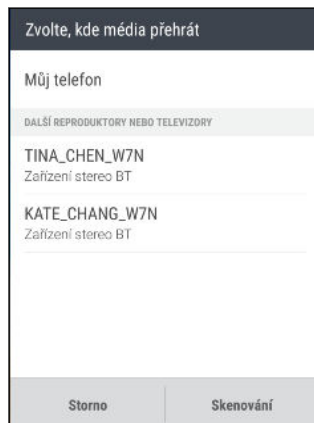 Zvolte, kde média přehrát
Můj telefon
DALŠÍ REPRODUKTORY NEBO TELEVIZORY
TINA_CHEN_W7N
Zařízení stereo BT
KATE_CHANG_W7N
Zařízení stereo BT
Storno
Skenování